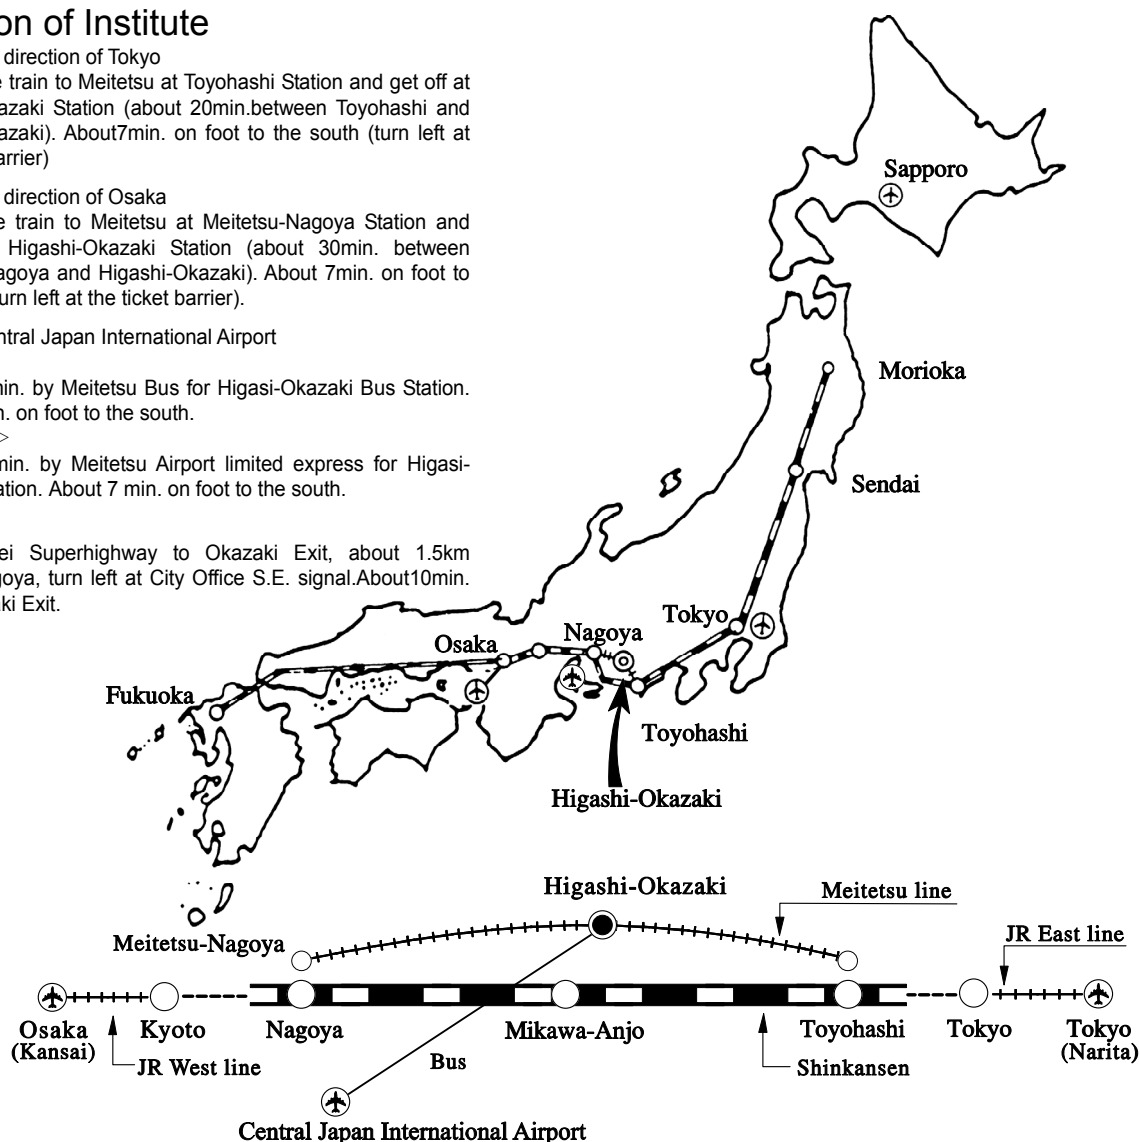 on of Institute
direction of Tokyo
e train to Meitetsu at Toyohashi Station and get off at
azaki Station (about 20min.between Toyohashi and
azaki). About7min. on foot to the south (turn left at
arrier)
direction of Osaka
e train to Meitetsu at Meitetsu-Nagoya Station and
Higashi-Okazaki Station (about 30min. between
agoya and Higashi-Okazaki). About 7min. on foot to
urn left at the ticket barrier).
ntral Japan International Airport
min. by Meitetsu Bus for Higasi-Okazaki Bus Station.
n. on foot to the south.
>
min. by Meitetsu Airport limited express for Higasi-
ation. About 7 min. on foot to the south.
ei Superhighway to Okazaki Exit, about 1.5km
goya, turn left at City Office S.E. signal.About10min.
aki Exit.
Sapporo
Morioka
Sendai
Tokyo
Nagoya
Osaka
Fukuoka
Toyohashi
Higashi-Okazaki
Higashi-Okazaki
Meitetsu line
Meitetsu-Nagoya
JR East line
Osaka
(Kansai)
Kyoto
Nagoya
Mikawa-Anjo
Toyohashi
Tokyo
Tokyo
(Narita)
JR West line
Bus
Shinkansen
Central Japan International Airport